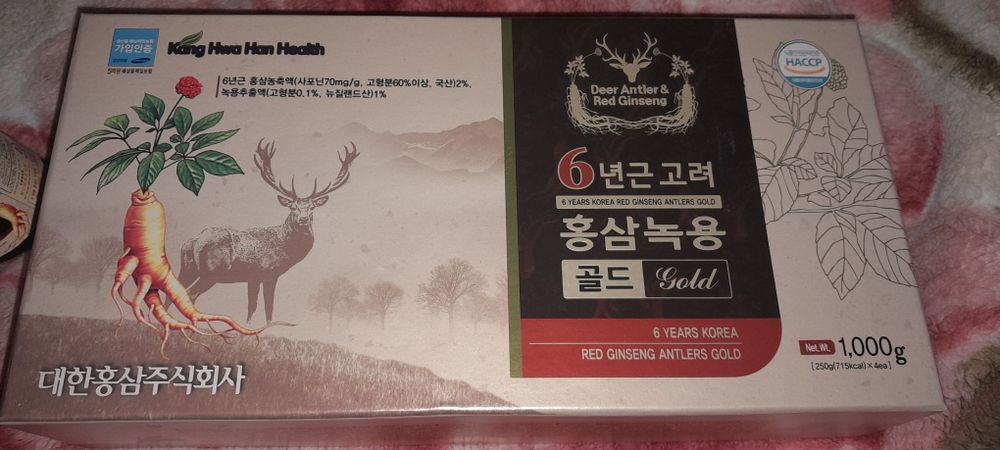 가입인증
Kang Hwa Han Health
6년근 홍삼농축액(사포닌70mg/g, 고형분60%이상, 국산)2%,
녹용추출액(고형분0.1%, 뉴질랜드산)1%
대한홍삼주식회사
Deer Antler &
Red Ginseng
6년근고려
6 YEARS KOREA RED GINSENG ANTLERS GOLD
홍삼녹용
골드 Gold
6 YEARS KOREA
RED GINSENG ANTLERS GOLD
HACCP
Net.Wt. 1,000g
[250g(715kcal)×4ea]